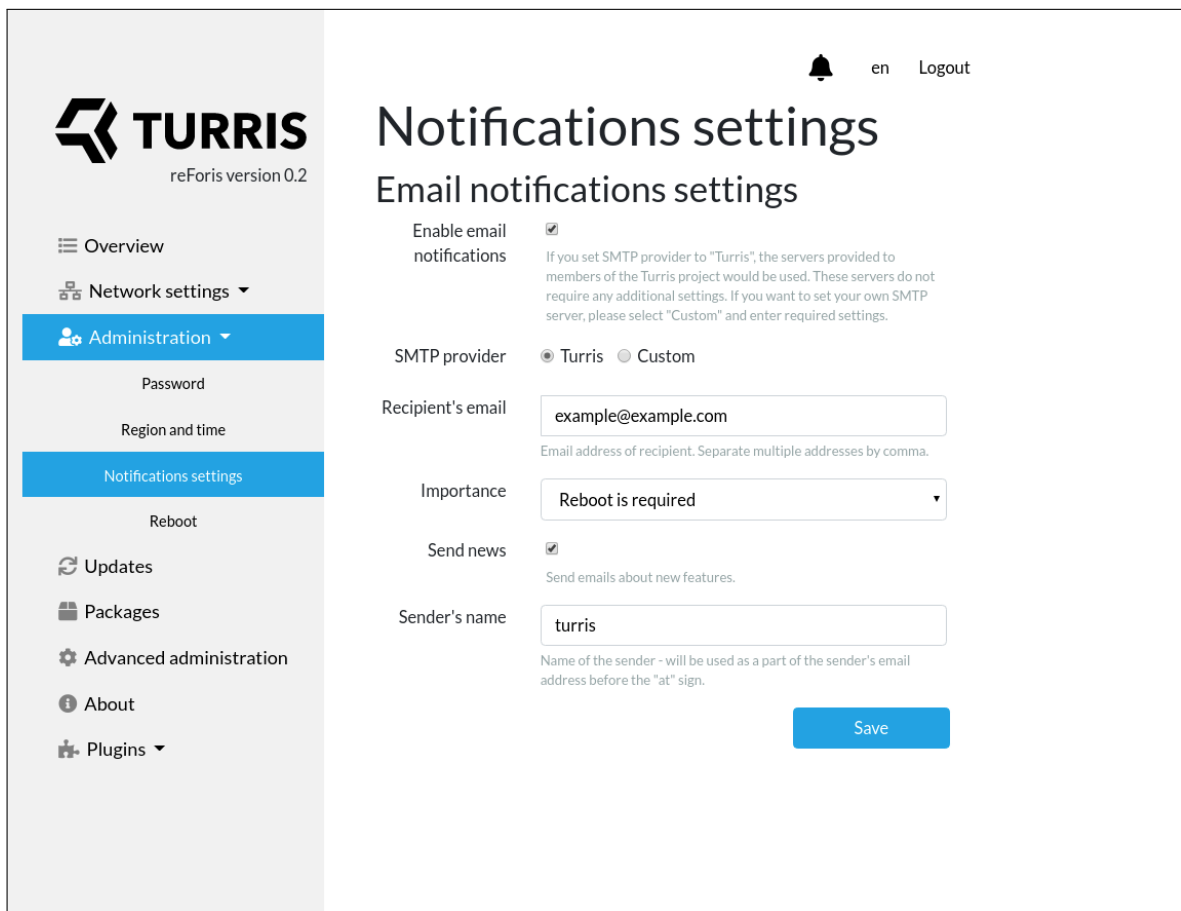 en Logout
TURRIS
reForis version 0.2
Overview
Network settings
Administration
Password
Region and time
Notifications settings
Reboot
Updates
Packages
Advanced administration
About
Plugins
Notifications settings
Email notifications settings
Enable email
notifications
If you set SMTP provider to "Turris", the servers provided to
members of the Turris project would be used. These servers do not
require any additional settings. If you want to set your own SMTP
server, please select "Custom" and enter required settings.
SMTP provider Turris Custom
Recipient's email example@example.com
Email address of recipient. Separate multiple addresses by comma.
Importance Reboot is required
Send news
Send emails about new features.
Sender's name turris
Name of the sender - will be used as a part of the sender's email
address before the "at" sign.
Save